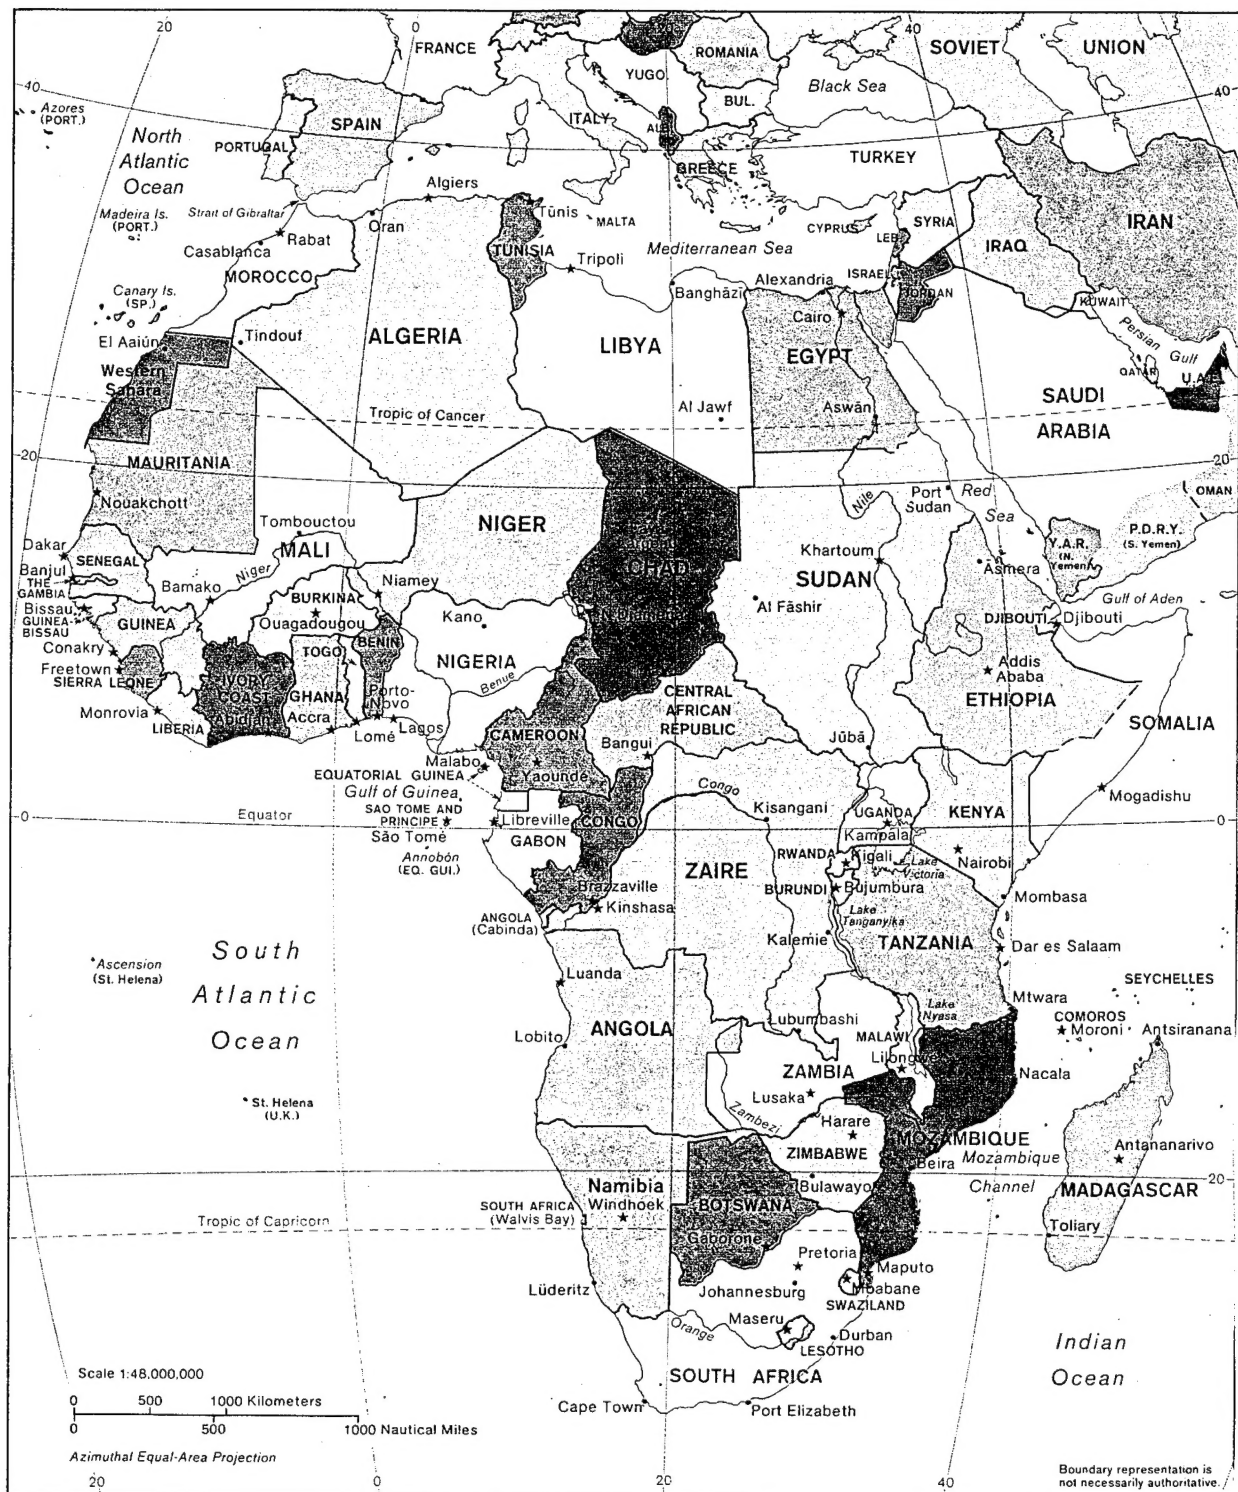 20
0
20
40
FRANCE
ROMANIA
SOVIET
UNION
YUGO.
Black Sea
BUL.
40
40
Azores
(PORT.)
North
Atlantic
Ocean
PORTUGAL
SPAIN
ITALY
ALB.
GREECE
TURKEY
Algiers
Strait of Gibraltar
Madeira Is.
(PORT.)
Oran
Tūnis
MALTA
CYPRUS
SYRIA
LEB.
IRAN
IRAQ
Rabat
Casablanca
MOROCCO
TUNISIA
Tripoli
Mediterranean Sea
Banghāzī
Alexandria
ISRAEL
JORDAN
KUWAIT
Canary Is.
(SP.)
Cairo
Persian
Gulf
El Aaiún
Tindouf
ALGERIA
LIBYA
EGYPT
QATAR
U.A.E.
Western
Sahara
Al Jawf
Aswān
SAUDI
ARABIA
Tropic of Cancer
20
20
MAURITANIA
Nouakchott
Nile
Port
Sudan
Red
Sea
OMAN
P.D.R.Y.
(S. Yemen)
Y.A.R.
(N.
Yemen)
Tombouctou
MALI
NIGER
CHAD
SUDAN
Khartoum
Asmera
Dakar
SENEGAL
Banjul
THE
GAMBIA
Bissau
GUINEA-
BISSAU
Bamako
Niger
Niamey
BURKINA
Ouagadougou
Kano
Al Fāshir
Gulf of Aden
DJIBOUTI
Djibouti
GUINEA
Conakry
Freetown
SIERRA LEONE
Monrovia
LIBERIA
IVORY
COAST
Abidjan
TOGO
BENIN
GHANA
Accra
Porto-
Novo
Lomé
Lagos
NIGERIA
Benue
CENTRAL
AFRICAN
REPUBLIC
Addis
Ababa
ETHIOPIA
SOMALIA
CAMEROON
Yaoundé
Bangui
Jūbā
Malabo
EQUATORIAL GUINEA
Gulf of Guinea
SAO TOME AND
PRINCIPE
São Tomé
Annobón
(EQ. GUI.)
Libreville
GABON
CONGO
Congo
Kisangani
UGANDA
Kampala
KENYA
Nairobi
Mogadishu
0
Equator
0
ZAIRE
RWANDA
Kigali
Lake
Victoria
BURUNDI
Bujumbura
Mombasa
Brazzaville
Kinshasa
ANGOLA
(Cabinda)
Lake
Tanganyika
Kalemie
TANZANIA
Dar es Salaam
South
Atlantic
Ocean
Ascension
(St. Helena)
Luanda
SEYCHELLES
Mtwara
Lake
Nyasa
COMOROS
Moroni
Antsiranana
ANGOLA
Lobito
Lubumbashi
MALAWI
Lilongwe
ZAMBIA
Lusaka
Nacala
St. Helena
(U.K.)
Zambezi
Harare
MOZAMBIQUE
Beira
Mozambique
Channel
Antananarivo
ZIMBABWE
Bulawayo
Namibia
Windhoek
SOUTH AFRICA
(Walvis Bay)
BOTSWANA
Gaborone
20
MADAGASCAR
Toliary
Tropic of Capricorn
Pretoria
Johannesburg
Maputo
Mbabane
SWAZILAND
Lüderitz
Orange
Maseru
LESOTHO
Durban
SOUTH AFRICA
Cape Town
Port Elizabeth
Indian
Ocean
Scale 1:48,000,000
0 500 1000 Kilometers
0 500 1000 Nautical Miles
Azimuthal Equal-Area Projection
20
0
20
40
Boundary representation is
not necessarily authoritative.